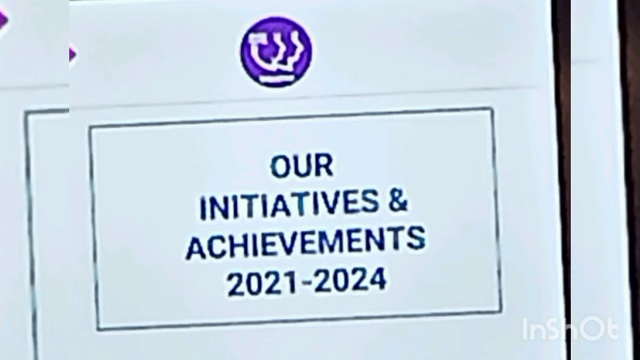 OUR
INITIATIVES &
ACHIEVEMENTS
2021-2024
InShOt